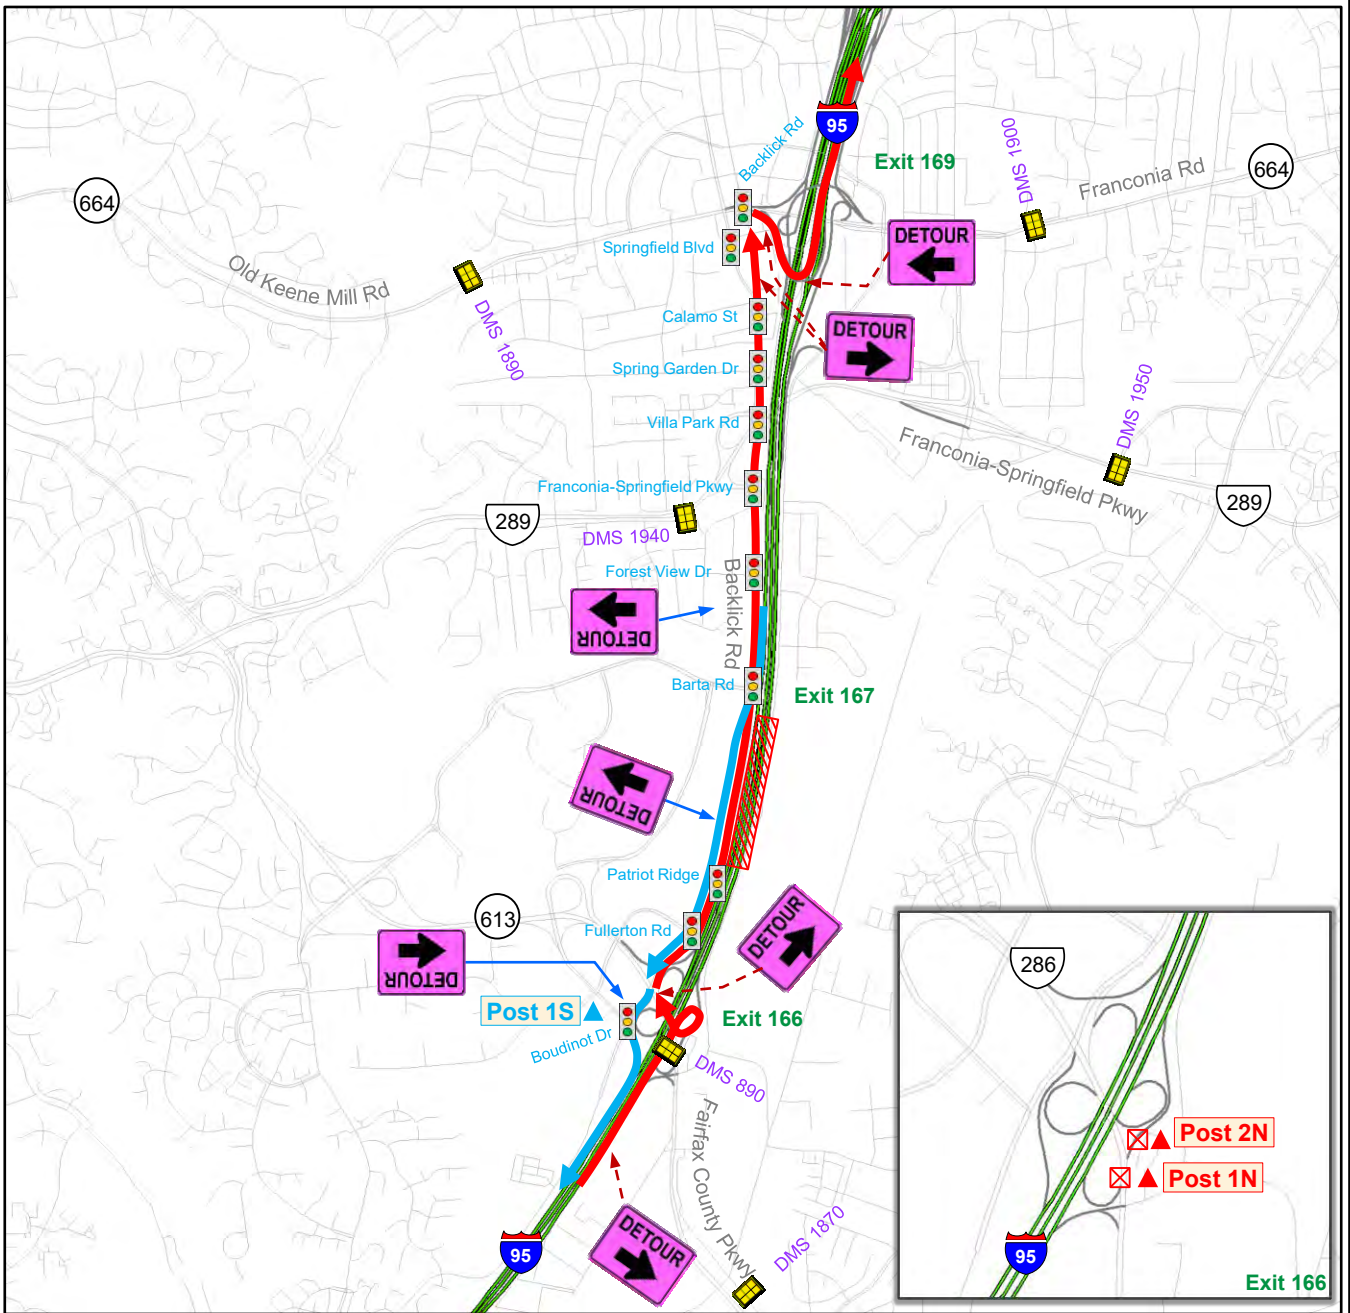 95
Exit 169
Backlick Rd
DMS 1900
Franconia Rd
664
664
Springfield Blvd
DETOUR
Old Keene Mill Rd
DMS 1890
Calamo St
DETOUR
Spring Garden Dr
Villa Park Rd
DMS 1950
Franconia-Springfield Pkwy
Franconia-Springfield Pkwy
289
289
DMS 1940
Forest View Dr
Backlick Rd
DETOUR
Barta Rd
Exit 167
DETOUR
Patriot Ridge
613
Fullerton Rd
DETOUR
DETOUR
Post 1S
Exit 166
Boudinot Dr
DMS 890
Fairfax County Pkwy
DETOUR
DMS 1870
95
286
Post 2N
Post 1N
95
Exit 166